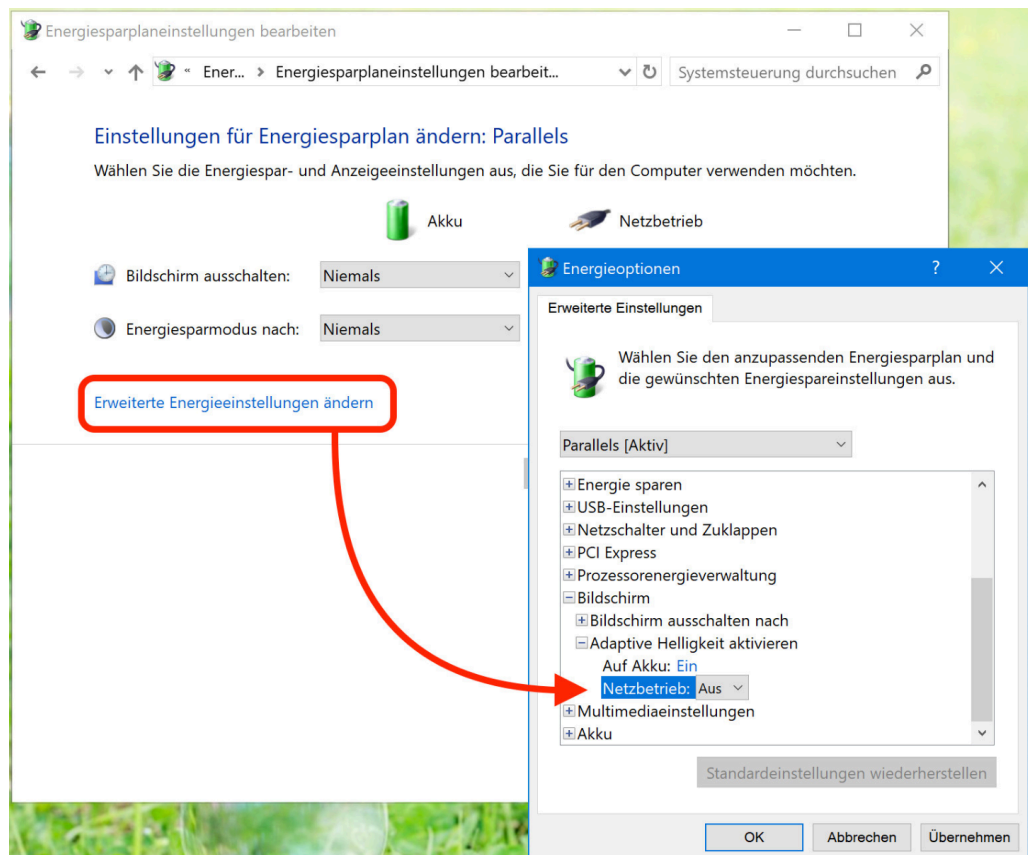 Energiesparplaneinstellungen bearbeiten
« Ener... > Energiesparplaneinstellungen bearbeit...
Systemsteuerung durchsuchen
Einstellungen für Energiesparplan ändern: Parallels
Wählen Sie die Energiespar- und Anzeigeeinstellungen aus, die Sie für den Computer verwenden möchten.
Akku
Netzbetrieb
Bildschirm ausschalten:
Niemals
Energiesparmodus nach:
Niemals
Erweiterte Energieeinstellungen ändern
Energieoptionen
?
Erweiterte Einstellungen
Wählen Sie den anzupassenden Energiesparplan und
die gewünschten Energiespareinstellungen aus.
Parallels [Aktiv]
Energie sparen
USB-Einstellungen
Netzschalter und Zuklappen
PCI Express
Prozessorenergieverwaltung
Bildschirm
Bildschirm ausschalten nach
Adaptive Helligkeit aktivieren
Auf Akku: Ein
Netzbetrieb: Aus
Multimediaeinstellungen
Akku
Standardeinstellungen wiederherstellen
OK
Abbrechen
Übernehmen